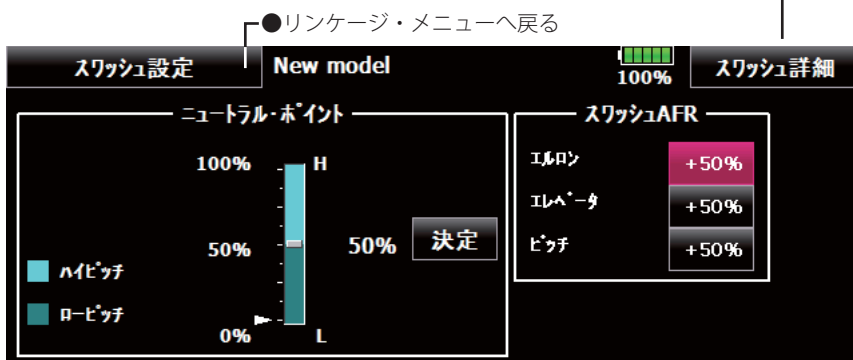 ●リンケージ・メニューへ戻る
スワッシュ設定 New model 100% スワッシュ詳細
ニュートラル・ポイント スワッシュAFR
100% H エルロン +50%
エレベータ +50%
50% 50% 決定 ピッチ +50%
ハイピッチ
ローピッチ
0% L